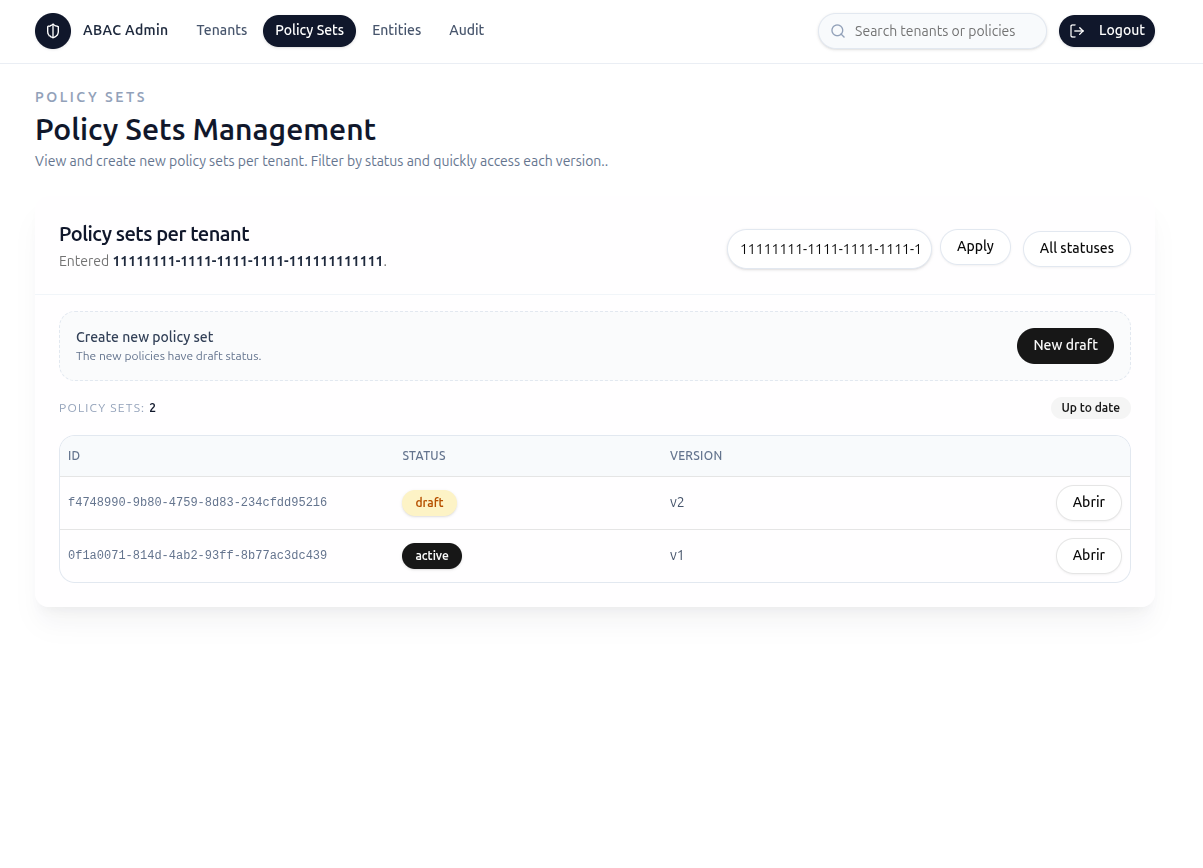 ABAC Admin Tenants Policy Sets Entities Audit Search tenants or policies Logout
POLICY SETS
Policy Sets Management
View and create new policy sets per tenant. Filter by status and quickly access each version..
Policy sets per tenant
Entered 11111111-1111-1111-1111-111111111111.
11111111-1111-1111-1111-1 Apply All statuses
Create new policy set
The new policies have draft status.
New draft
POLICY SETS: 2 Up to date
ID STATUS VERSION
f4748990-9b80-4759-8d83-234cfdd95216 draft v2 Abrir
0f1a0071-814d-4ab2-93ff-8b77ac3dc439 active v1 Abrir